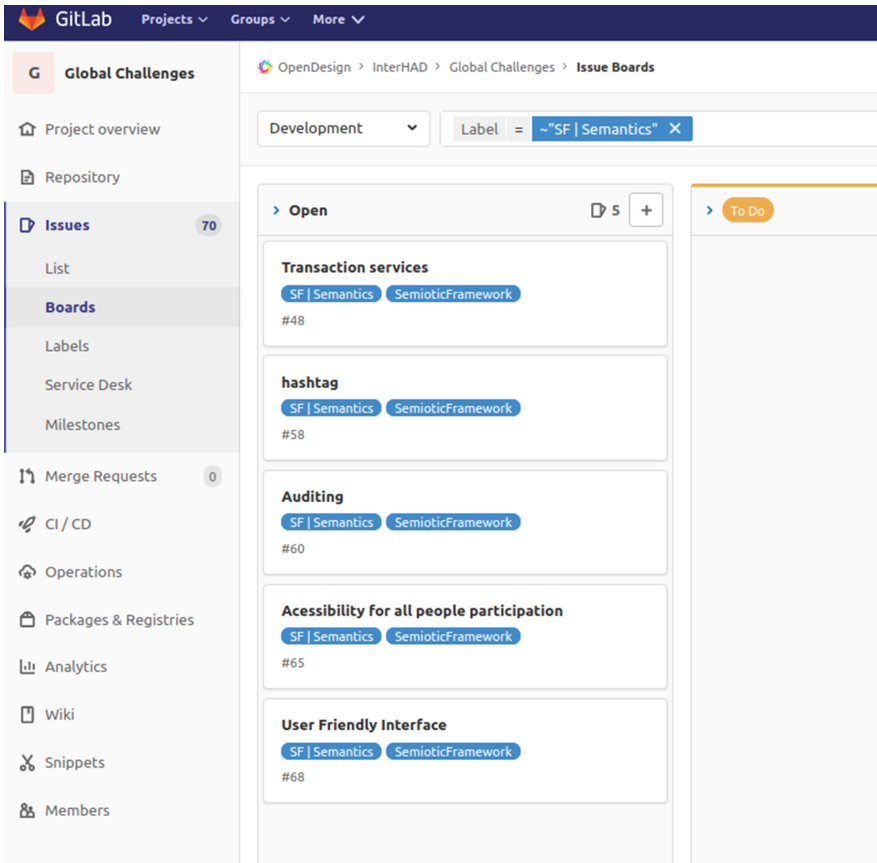 GitLab Projects Groups More
G Global Challenges
OpenDesign > InterHAD > Global Challenges > Issue Boards
Project overview
Repository
Issues 70
List
Boards
Labels
Service Desk
Milestones
Merge Requests 0
CI / CD
Operations
Packages & Registries
Analytics
Wiki
Snippets
Members
Development
Label = ~"SF | Semantics" ×
Open 5 +
Transaction services
SF | Semantics SemioticFramework
#48
hashtag
SF | Semantics SemioticFramework
#58
Auditing
SF | Semantics SemioticFramework
#60
Acessibility for all people participation
SF | Semantics SemioticFramework
#65
User Friendly Interface
SF | Semantics SemioticFramework
#68
To Do